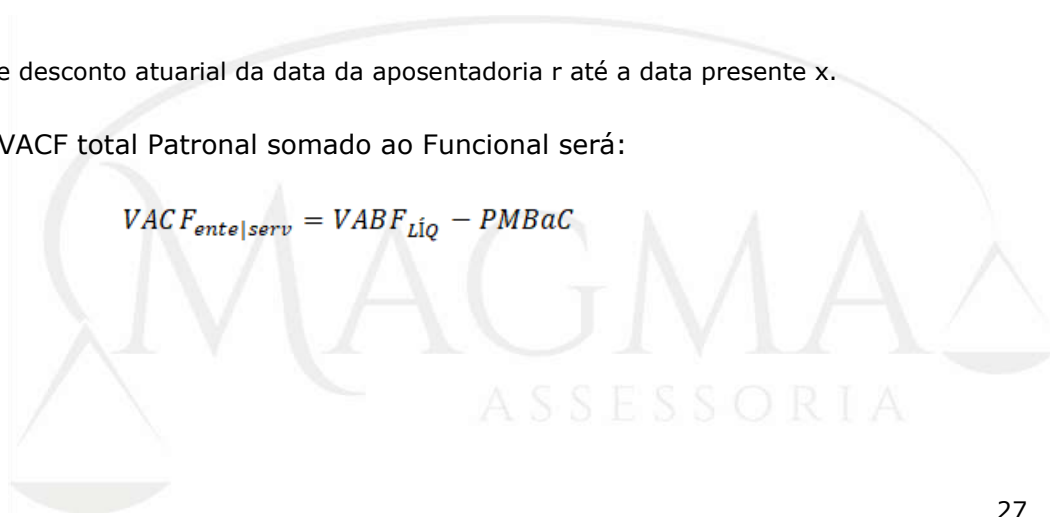 e desconto atuarial da data da aposentadoria r até a data presente x.
VACF total Patronal somado ao Funcional será:
VACF_{ente|serv} = VABF_{LÍQ} − PMBaC
MAGMA
ASSESSORIA
27